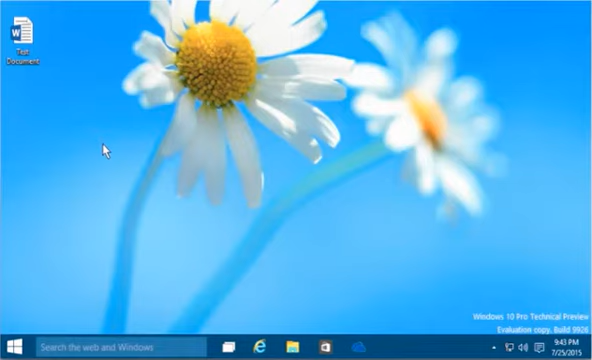 Test
Document
Windows 10 Pro Technical Preview
Evaluation copy. Build 9926
Search the web and Windows
9:43 PM
7/25/2015